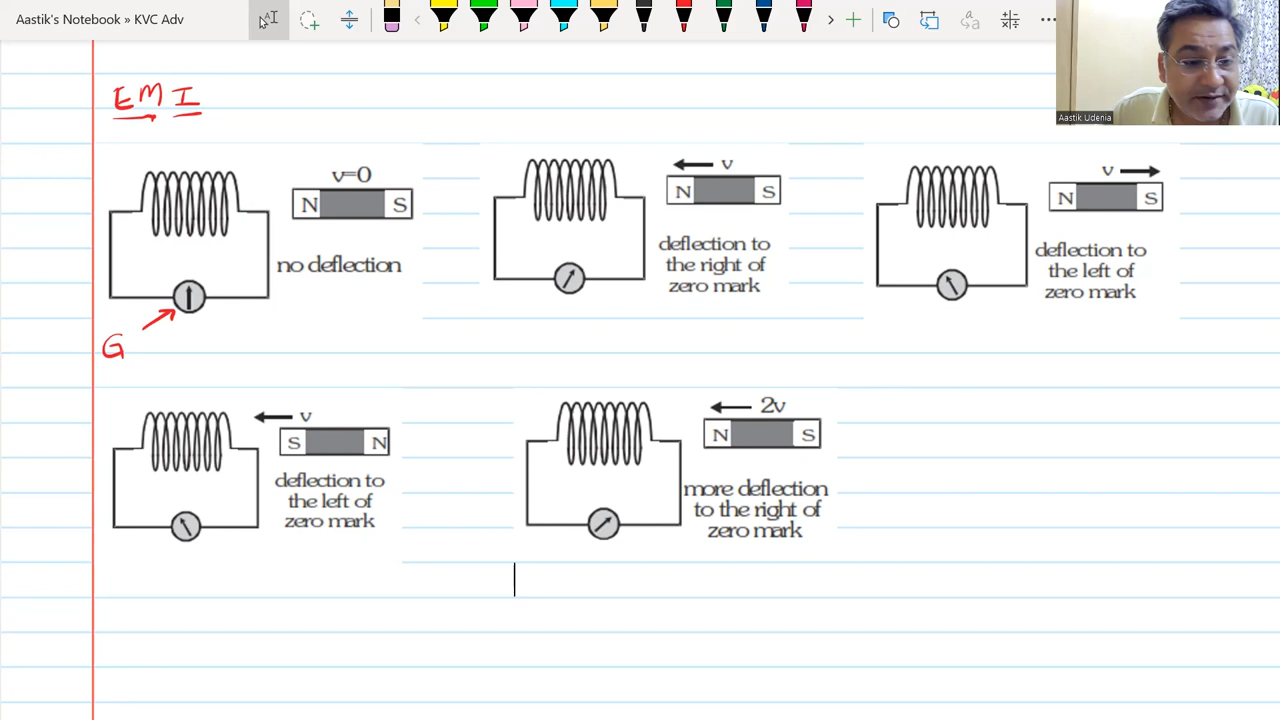 Aastik's Notebook » KVC Adv
Aastik Udenia
EMI
v=0
N S
no deflection
G
v
N S
deflection to
the right of
zero mark
v
N S
deflection to
the left of
zero mark
v
S N
deflection to
the left of
zero mark
2v
N S
more deflection
to the right of
zero mark